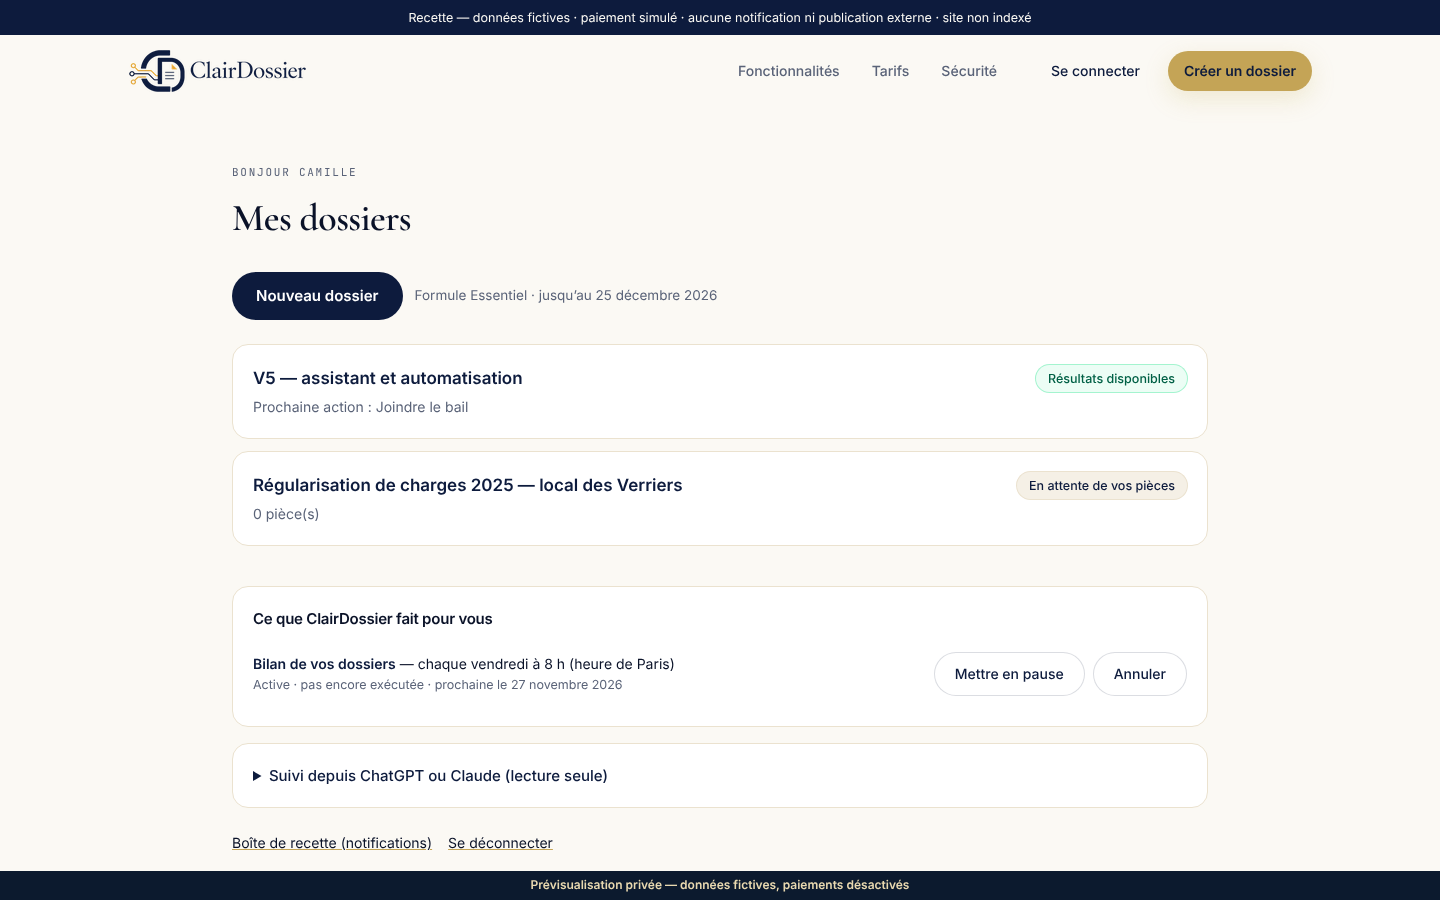 Recette — données fictives · paiement simulé · aucune notification ni publication externe · site non indexé
ClairDossier
Fonctionnalités
Tarifs
Sécurité
Se connecter
Créer un dossier
BONJOUR CAMILLE
Mes dossiers
Nouveau dossier
Formule Essentiel · jusqu’au 25 décembre 2026
V5 — assistant et automatisation
Résultats disponibles
Prochaine action : Joindre le bail
Régularisation de charges 2025 — local des Verriers
En attente de vos pièces
0 pièce(s)
Ce que ClairDossier fait pour vous
Bilan de vos dossiers — chaque vendredi à 8 h (heure de Paris)
Active · pas encore exécutée · prochaine le 27 novembre 2026
Mettre en pause
Annuler
Suivi depuis ChatGPT ou Claude (lecture seule)
Boîte de recette (notifications)
Se déconnecter
Prévisualisation privée — données fictives, paiements désactivés